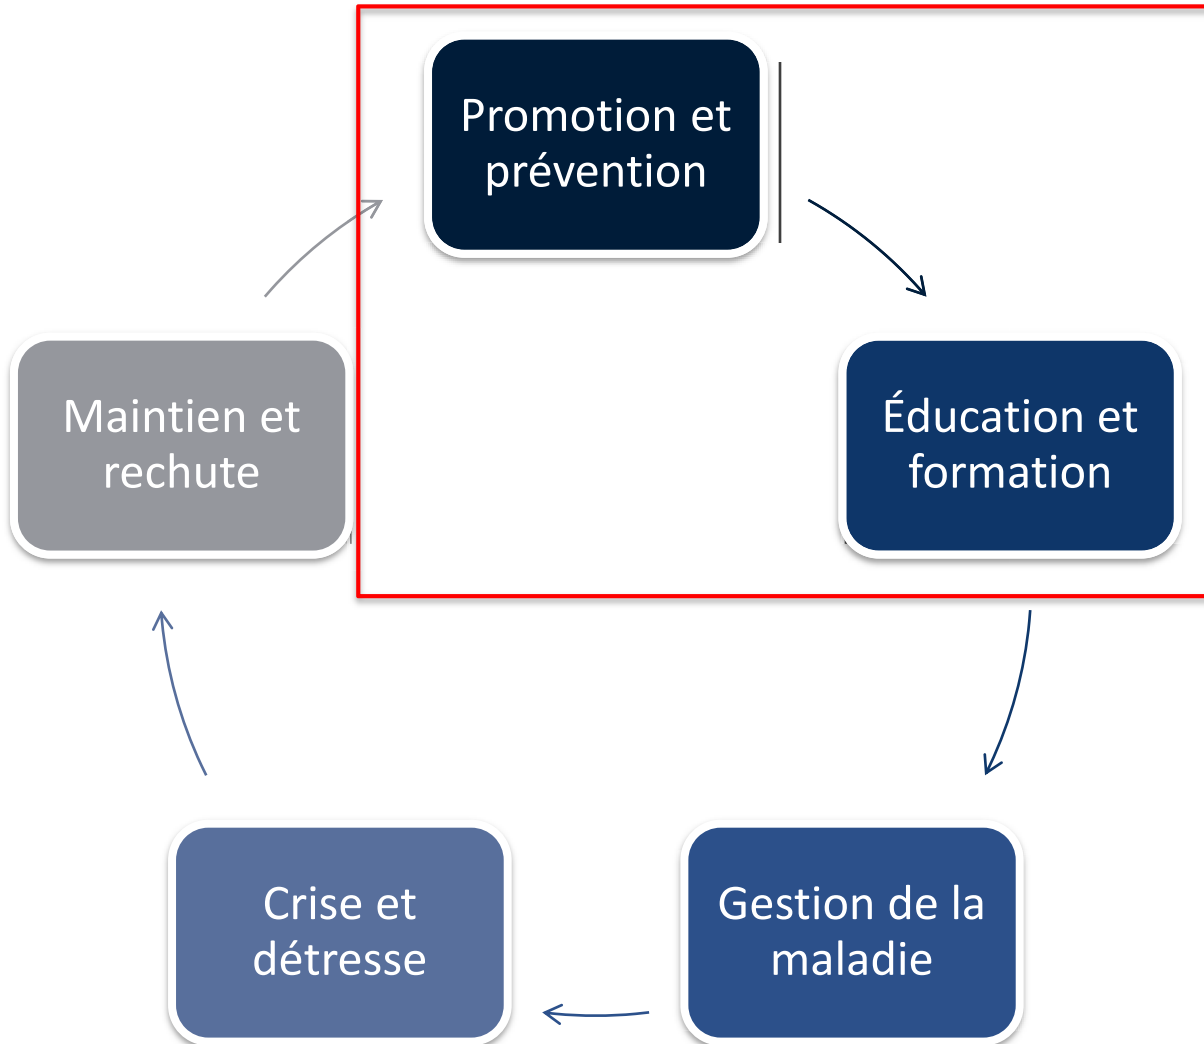 Promotion et
prévention
Éducation et
formation
Gestion de la
maladie
Crise et
détresse
Maintien et
rechute